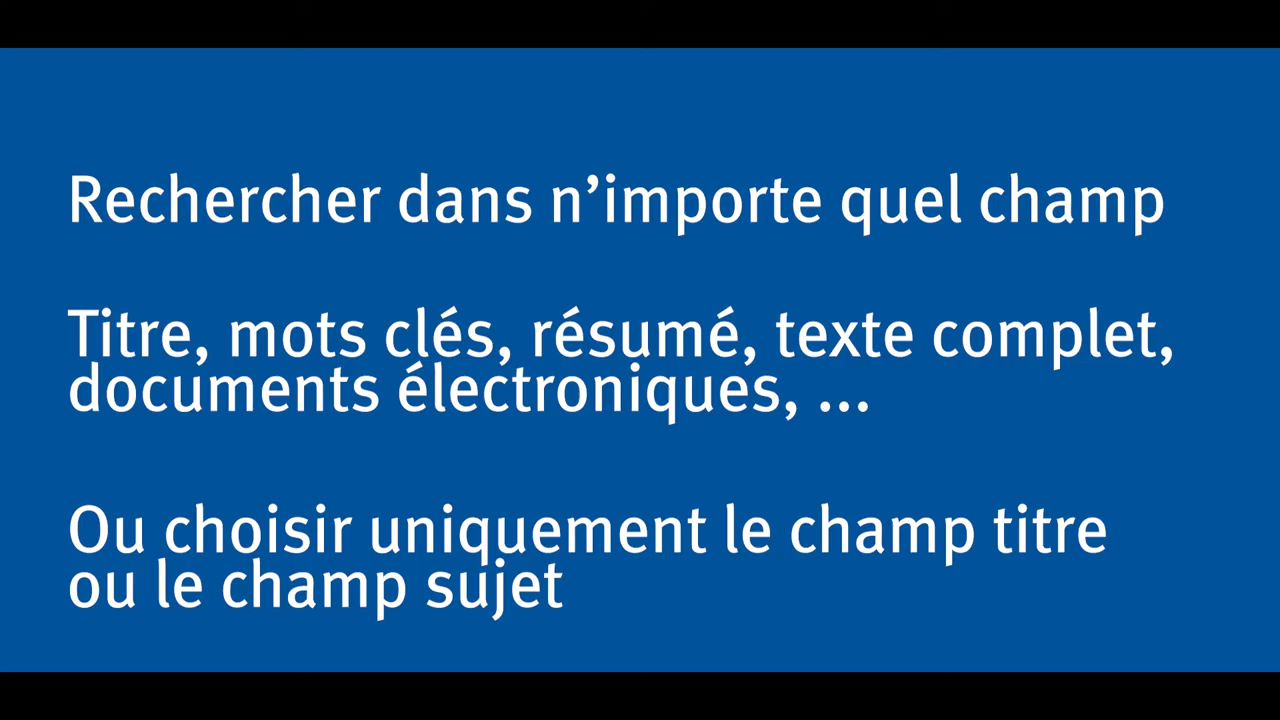 Rechercher dans n’importe quel champ
Titre, mots clés, résumé, texte complet,
documents électroniques, ...
Ou choisir uniquement le champ titre
ou le champ sujet